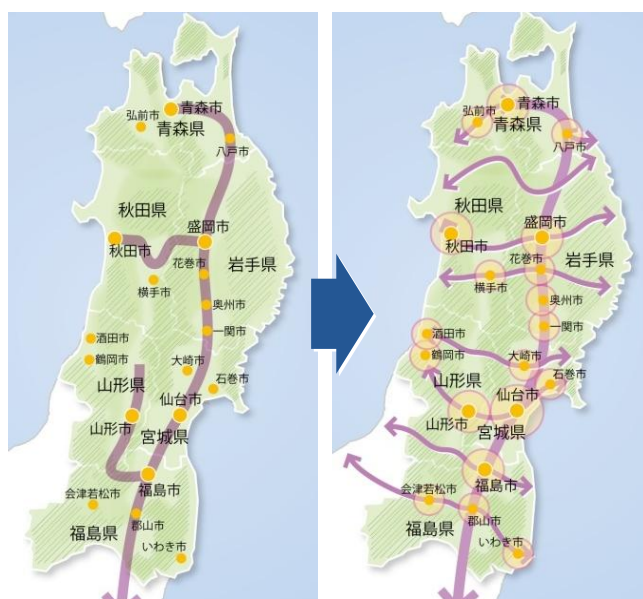 青森市
弘前市
青森県
八戸市
秋田県
盛岡市
秋田市
花巻市
岩手県
横手市
奥州市
一関市
酒田市
鶴岡市
大崎市
石巻市
山形県
仙台市
山形市
宮城県
福島市
会津若松市
郡山市
福島県
いわき市
青森市
弘前市
青森県
八戸市
秋田県
盛岡市
秋田市
花巻市
岩手県
横手市
奥州市
一関市
酒田市
鶴岡市
大崎市
石巻市
山形県
仙台市
山形市
宮城県
福島市
会津若松市
郡山市
福島県
いわき市